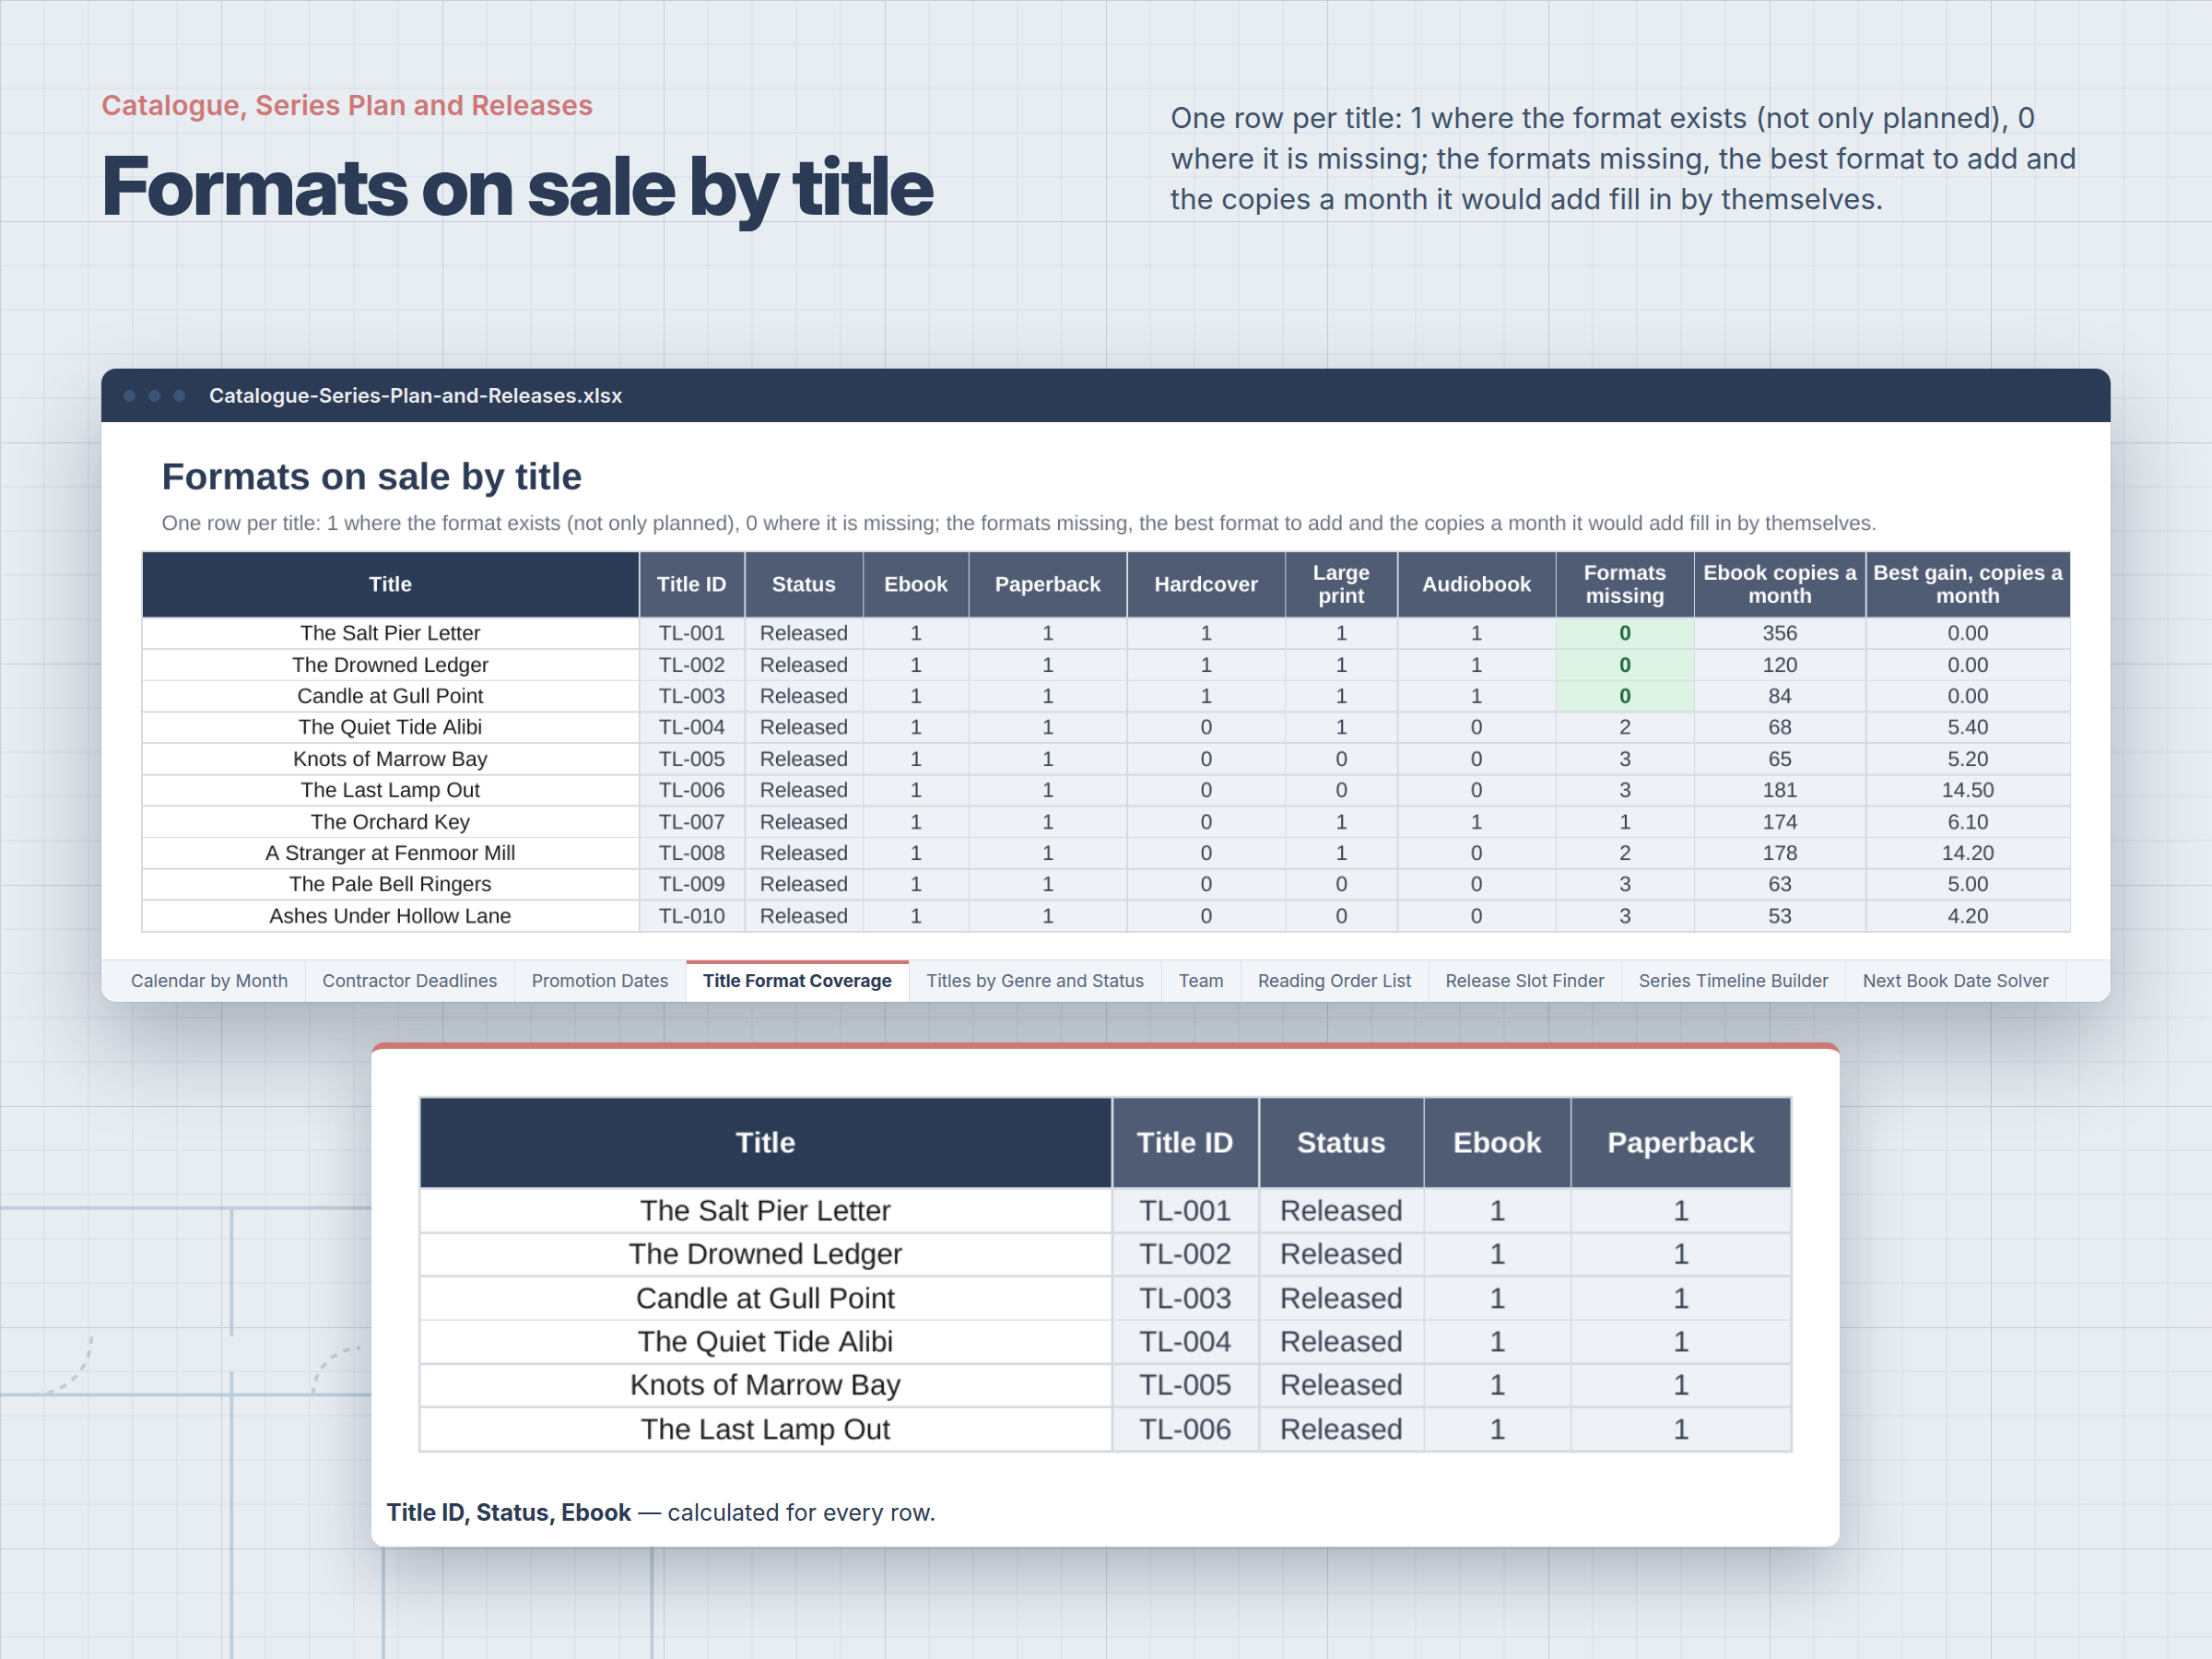 Catalogue, Series Plan and Releases
Formats on sale by title
One row per title: 1 where the format exists (not only planned), 0
where it is missing; the formats missing, the best format to add and
the copies a month it would add fill in by themselves.
Catalogue-Series-Plan-and-Releases.xlsx
Formats on sale by title
One row per title: 1 where the format exists (not only planned), 0 where it is missing; the formats missing, the best format to add and the copies a month it would add fill in by themselves.
Title Title ID Status Ebook Paperback Hardcover Large print Audiobook Formats missing Ebook copies a month Best gain, copies a month
The Salt Pier Letter TL-001 Released 1 1 1 1 1 0 356 0.00
The Drowned Ledger TL-002 Released 1 1 1 1 1 0 120 0.00
Candle at Gull Point TL-003 Released 1 1 1 1 1 0 84 0.00
The Quiet Tide Alibi TL-004 Released 1 1 0 1 0 2 68 5.40
Knots of Marrow Bay TL-005 Released 1 1 0 0 0 3 65 5.20
The Last Lamp Out TL-006 Released 1 1 0 0 0 3 181 14.50
The Orchard Key TL-007 Released 1 1 0 1 1 1 174 6.10
A Stranger at Fenmoor Mill TL-008 Released 1 1 0 1 0 2 178 14.20
The Pale Bell Ringers TL-009 Released 1 1 0 0 0 3 63 5.00
Ashes Under Hollow Lane TL-010 Released 1 1 0 0 0 3 53 4.20
Calendar by Month Contractor Deadlines Promotion Dates Title Format Coverage Titles by Genre and Status Team Reading Order List Release Slot Finder Series Timeline Builder Next Book Date Solver
Title Title ID Status Ebook Paperback
The Salt Pier Letter TL-001 Released 1 1
The Drowned Ledger TL-002 Released 1 1
Candle at Gull Point TL-003 Released 1 1
The Quiet Tide Alibi TL-004 Released 1 1
Knots of Marrow Bay TL-005 Released 1 1
The Last Lamp Out TL-006 Released 1 1
Title ID, Status, Ebook — calculated for every row.